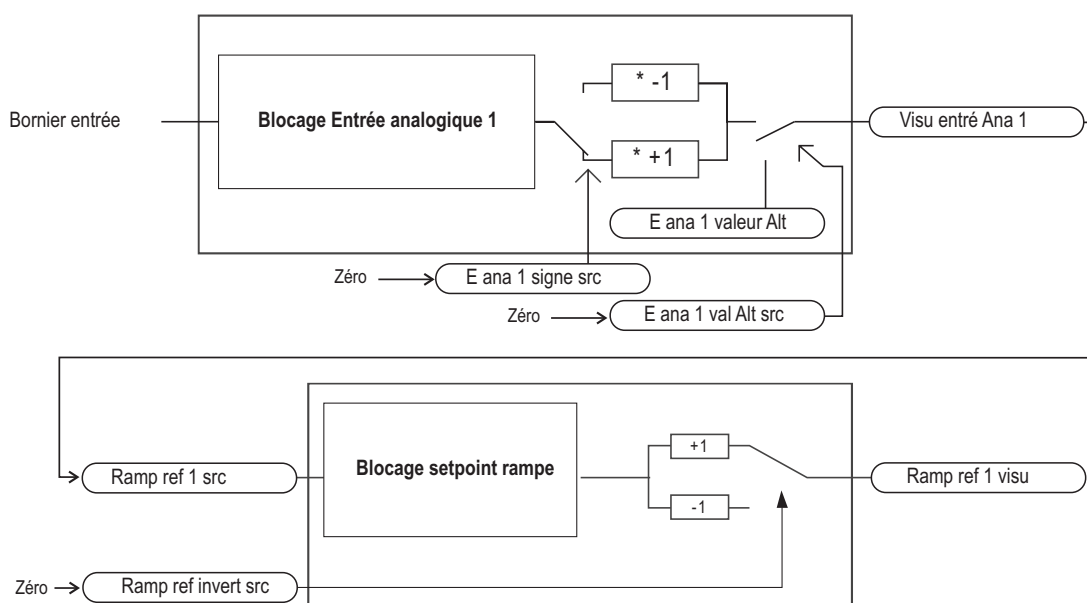 * -1
Bornier entrée
Blocage Entrée analogique 1
Visu entré Ana 1
* +1
E ana 1 valeur Alt
Zéro
E ana 1 signe src
Zéro
E ana 1 val Alt src
Blocage setpoint rampe
+1
Ramp ref 1 src
Ramp ref 1 visu
-1
Zéro
Ramp ref invert src